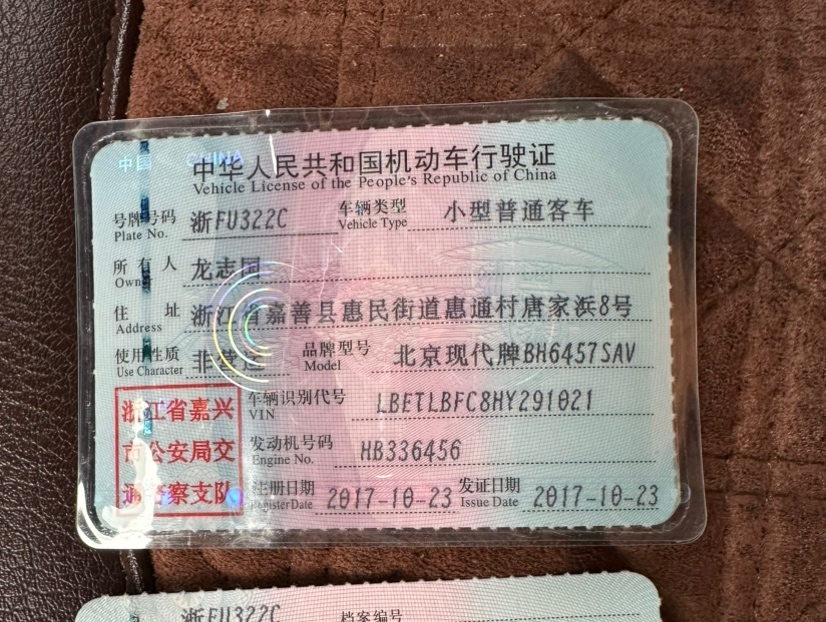 中国 CHINA
中华人民共和国机动车行驶证
Vehicle License of the People's Republic of China
号牌号码 浙FU322C 车辆类型 小型普通客车
Plate No. Vehicle Type
所有人 龙志国
Owner
住址 浙江省嘉善县惠民街道惠通村唐家浜8号
Address
使用性质 非营运 品牌型号 北京现代牌BH6457SAV
Use Character Model
浙江省嘉兴 车辆识别代号 LBETLBFC8HY291021
VIN
市公安局交 发动机号码 HB336456
Engine No.
通警察支队 注册日期 2017-10-23 发证日期 2017-10-23
Register Date Issue Date
浙FU322C 档案编号